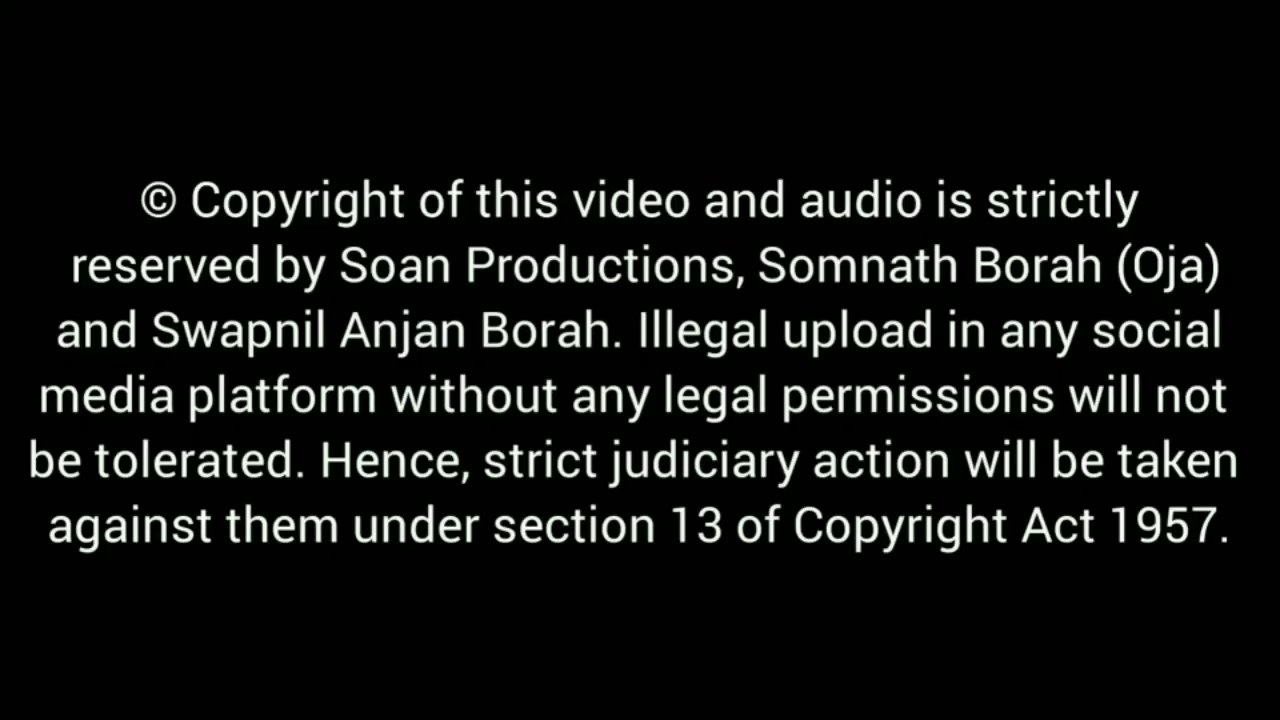 © Copyright of this video and audio is strictly
reserved by Soan Productions, Somnath Borah (Oja)
and Swapnil Anjan Borah. Illegal upload in any social
media platform without any legal permissions will not
be tolerated. Hence, strict judiciary action will be taken
against them under section 13 of Copyright Act 1957.